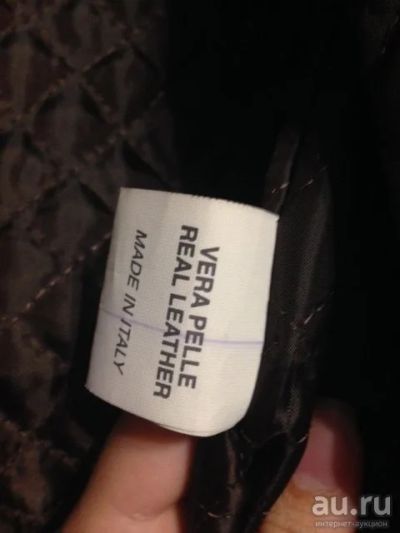 VERA PELLE
REAL LEATHER
MADE IN ITALY
au.ru
интернет-аукцион